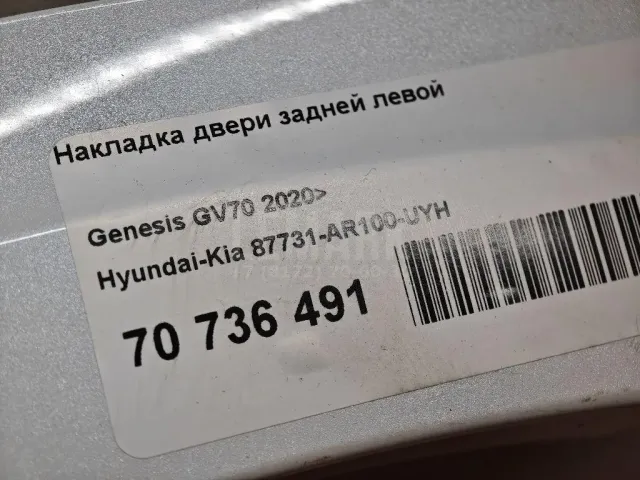 Накладка двери задней левой
Genesis GV70 2020>
Hyundai-Kia 87731-AR100-UYH
70 736 491